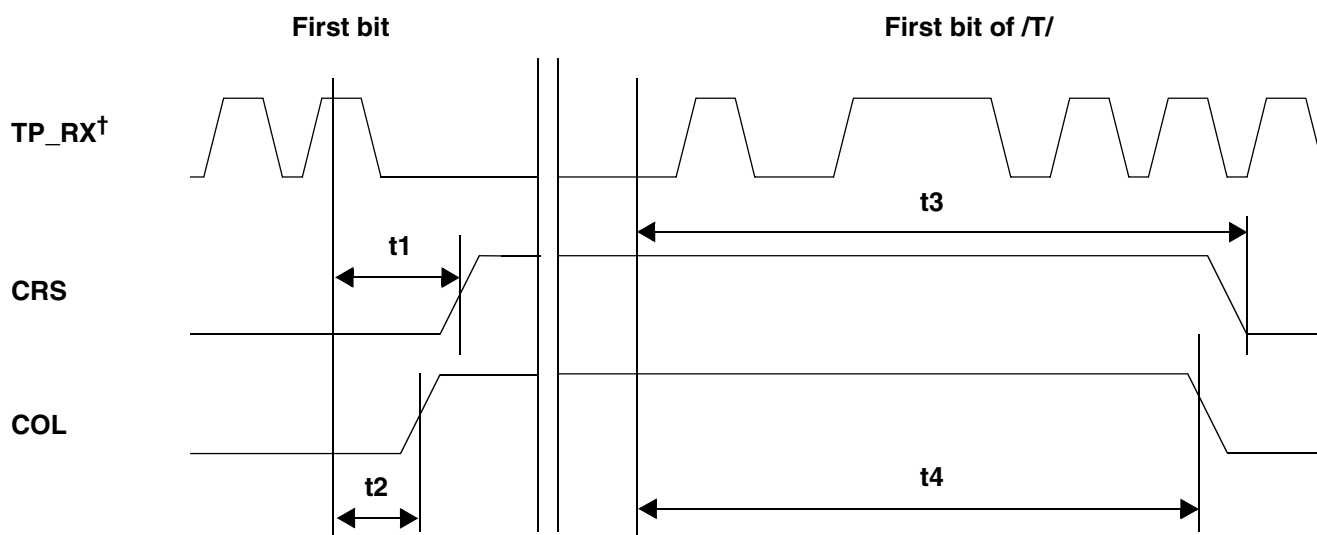 First bit
First bit of /T/
TP_RX†
t3
t1
CRS
COL
t4
t2